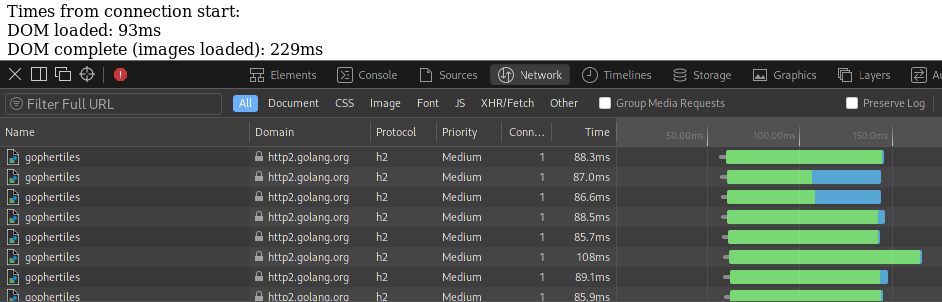 Times from connection start:
DOM loaded: 93ms
DOM complete (images loaded): 229ms
Elements Console Sources Network Timelines Storage Graphics Layers Au
Filter Full URL All Document CSS Image Font JS XHR/Fetch Other Group Media Requests Preserve Log
Name Domain Protocol Priority Conn… Time 50.00ms 100.0ms 150.0ms
gophertiles http2.golang.org h2 Medium 1 88.3ms
gophertiles http2.golang.org h2 Medium 1 87.0ms
gophertiles http2.golang.org h2 Medium 1 86.6ms
gophertiles http2.golang.org h2 Medium 1 88.5ms
gophertiles http2.golang.org h2 Medium 1 85.7ms
gophertiles http2.golang.org h2 Medium 1 108ms
gophertiles http2.golang.org h2 Medium 1 89.1ms
gophertiles http2.golang.org h2 Medium 1 85.9ms